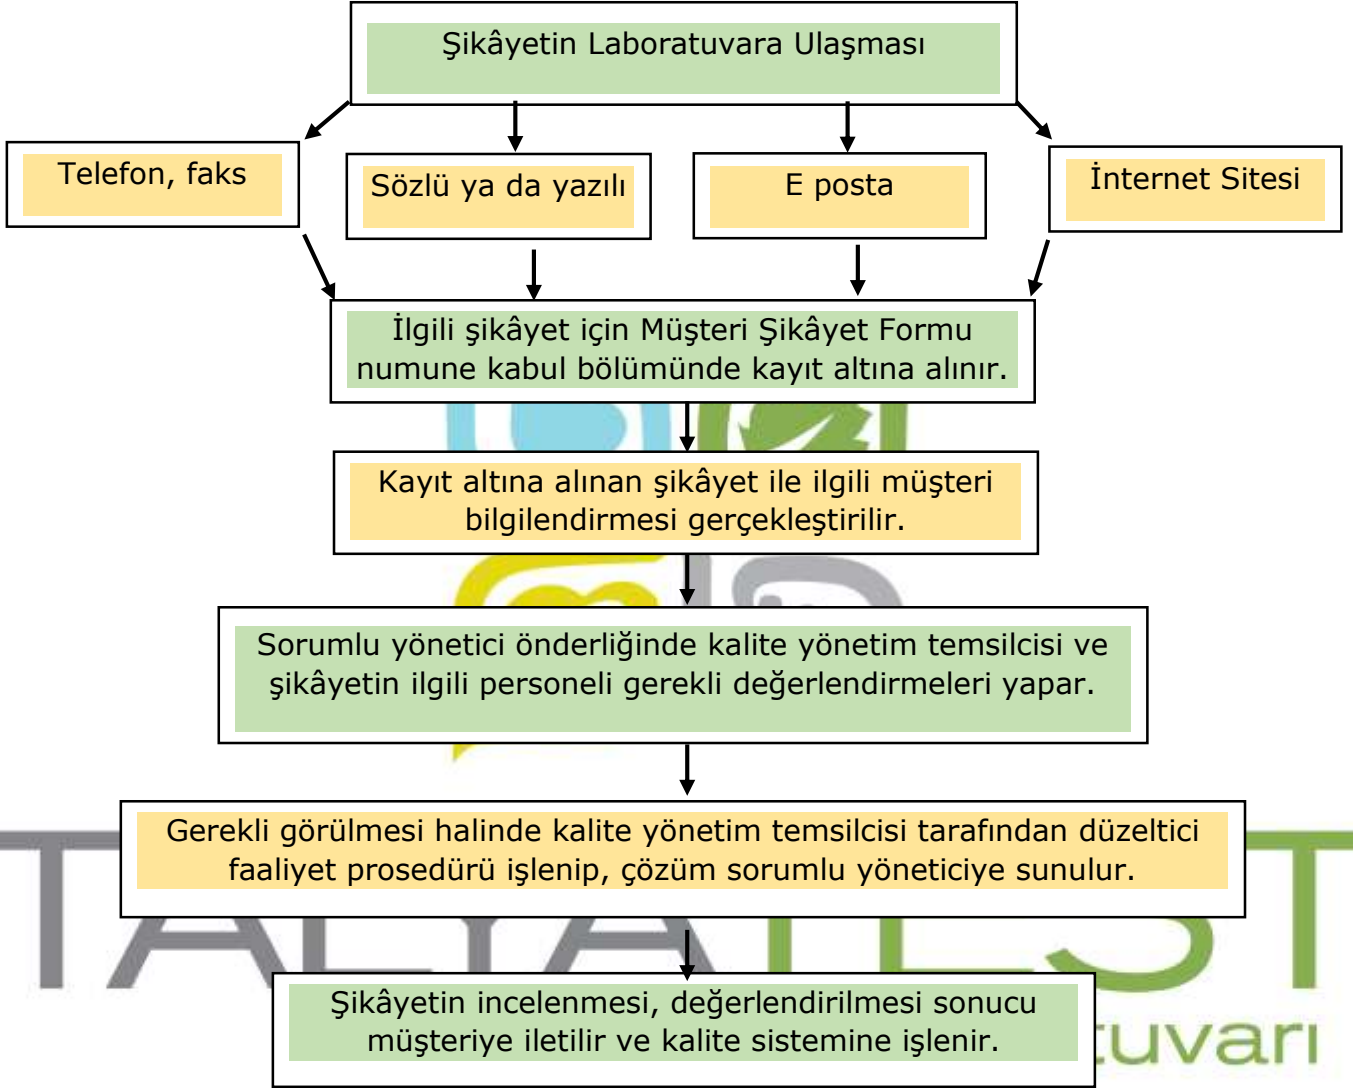 Şikâyetin Laboratuvara Ulaşması
Telefon, faks
Sözlü ya da yazılı
E posta
İnternet Sitesi
İlgili şikâyet için Müşteri Şikâyet Formu
numune kabul bölümünde kayıt altına alınır.
Kayıt altına alınan şikâyet ile ilgili müşteri
bilgilendirmesi gerçekleştirilir.
Sorumlu yönetici önderliğinde kalite yönetim temsilcisi ve
şikâyetin ilgili personeli gerekli değerlendirmeleri yapar.
Gerekli görülmesi halinde kalite yönetim temsilcisi tarafından düzeltici
faaliyet prosedürü işlenip, çözüm sorumlu yöneticiye sunulur.
TALYATEST
Şikâyetin incelenmesi, değerlendirilmesi sonucu
müşteriye iletilir ve kalite sistemine işlenir.